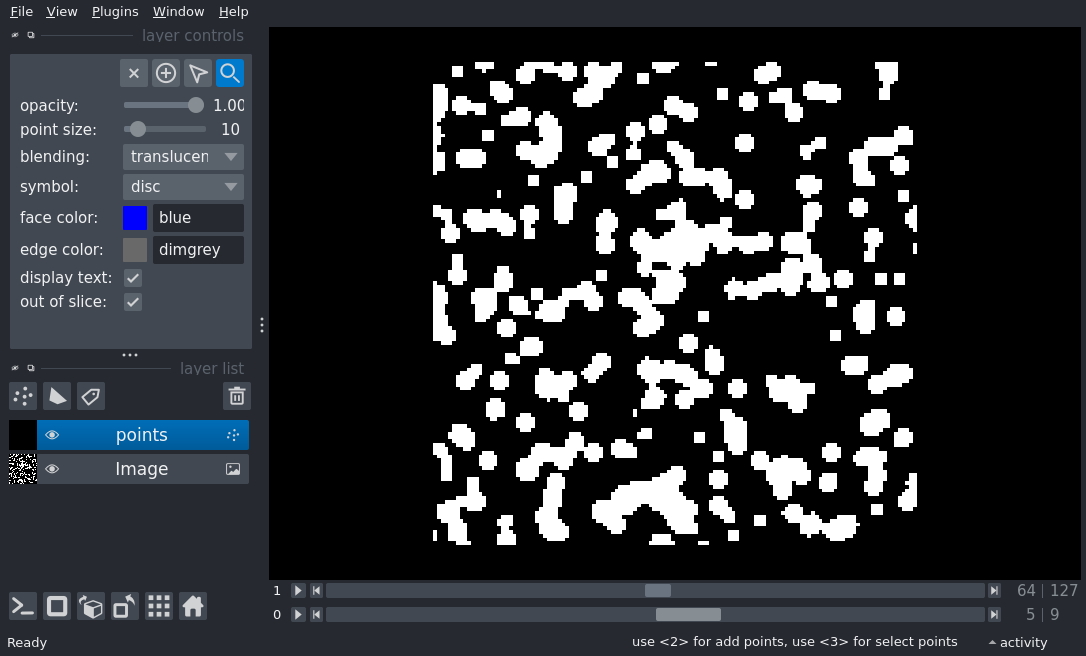 File View Plugins Window Help
layer controls
opacity: 1.00
point size: 10
blending: translucen
symbol: disc
face color: blue
edge color: dimgrey
display text:
out of slice:
layer list
points
Image
1 64 | 127
0 5 | 9
Ready use <2> for add points, use <3> for select points activity